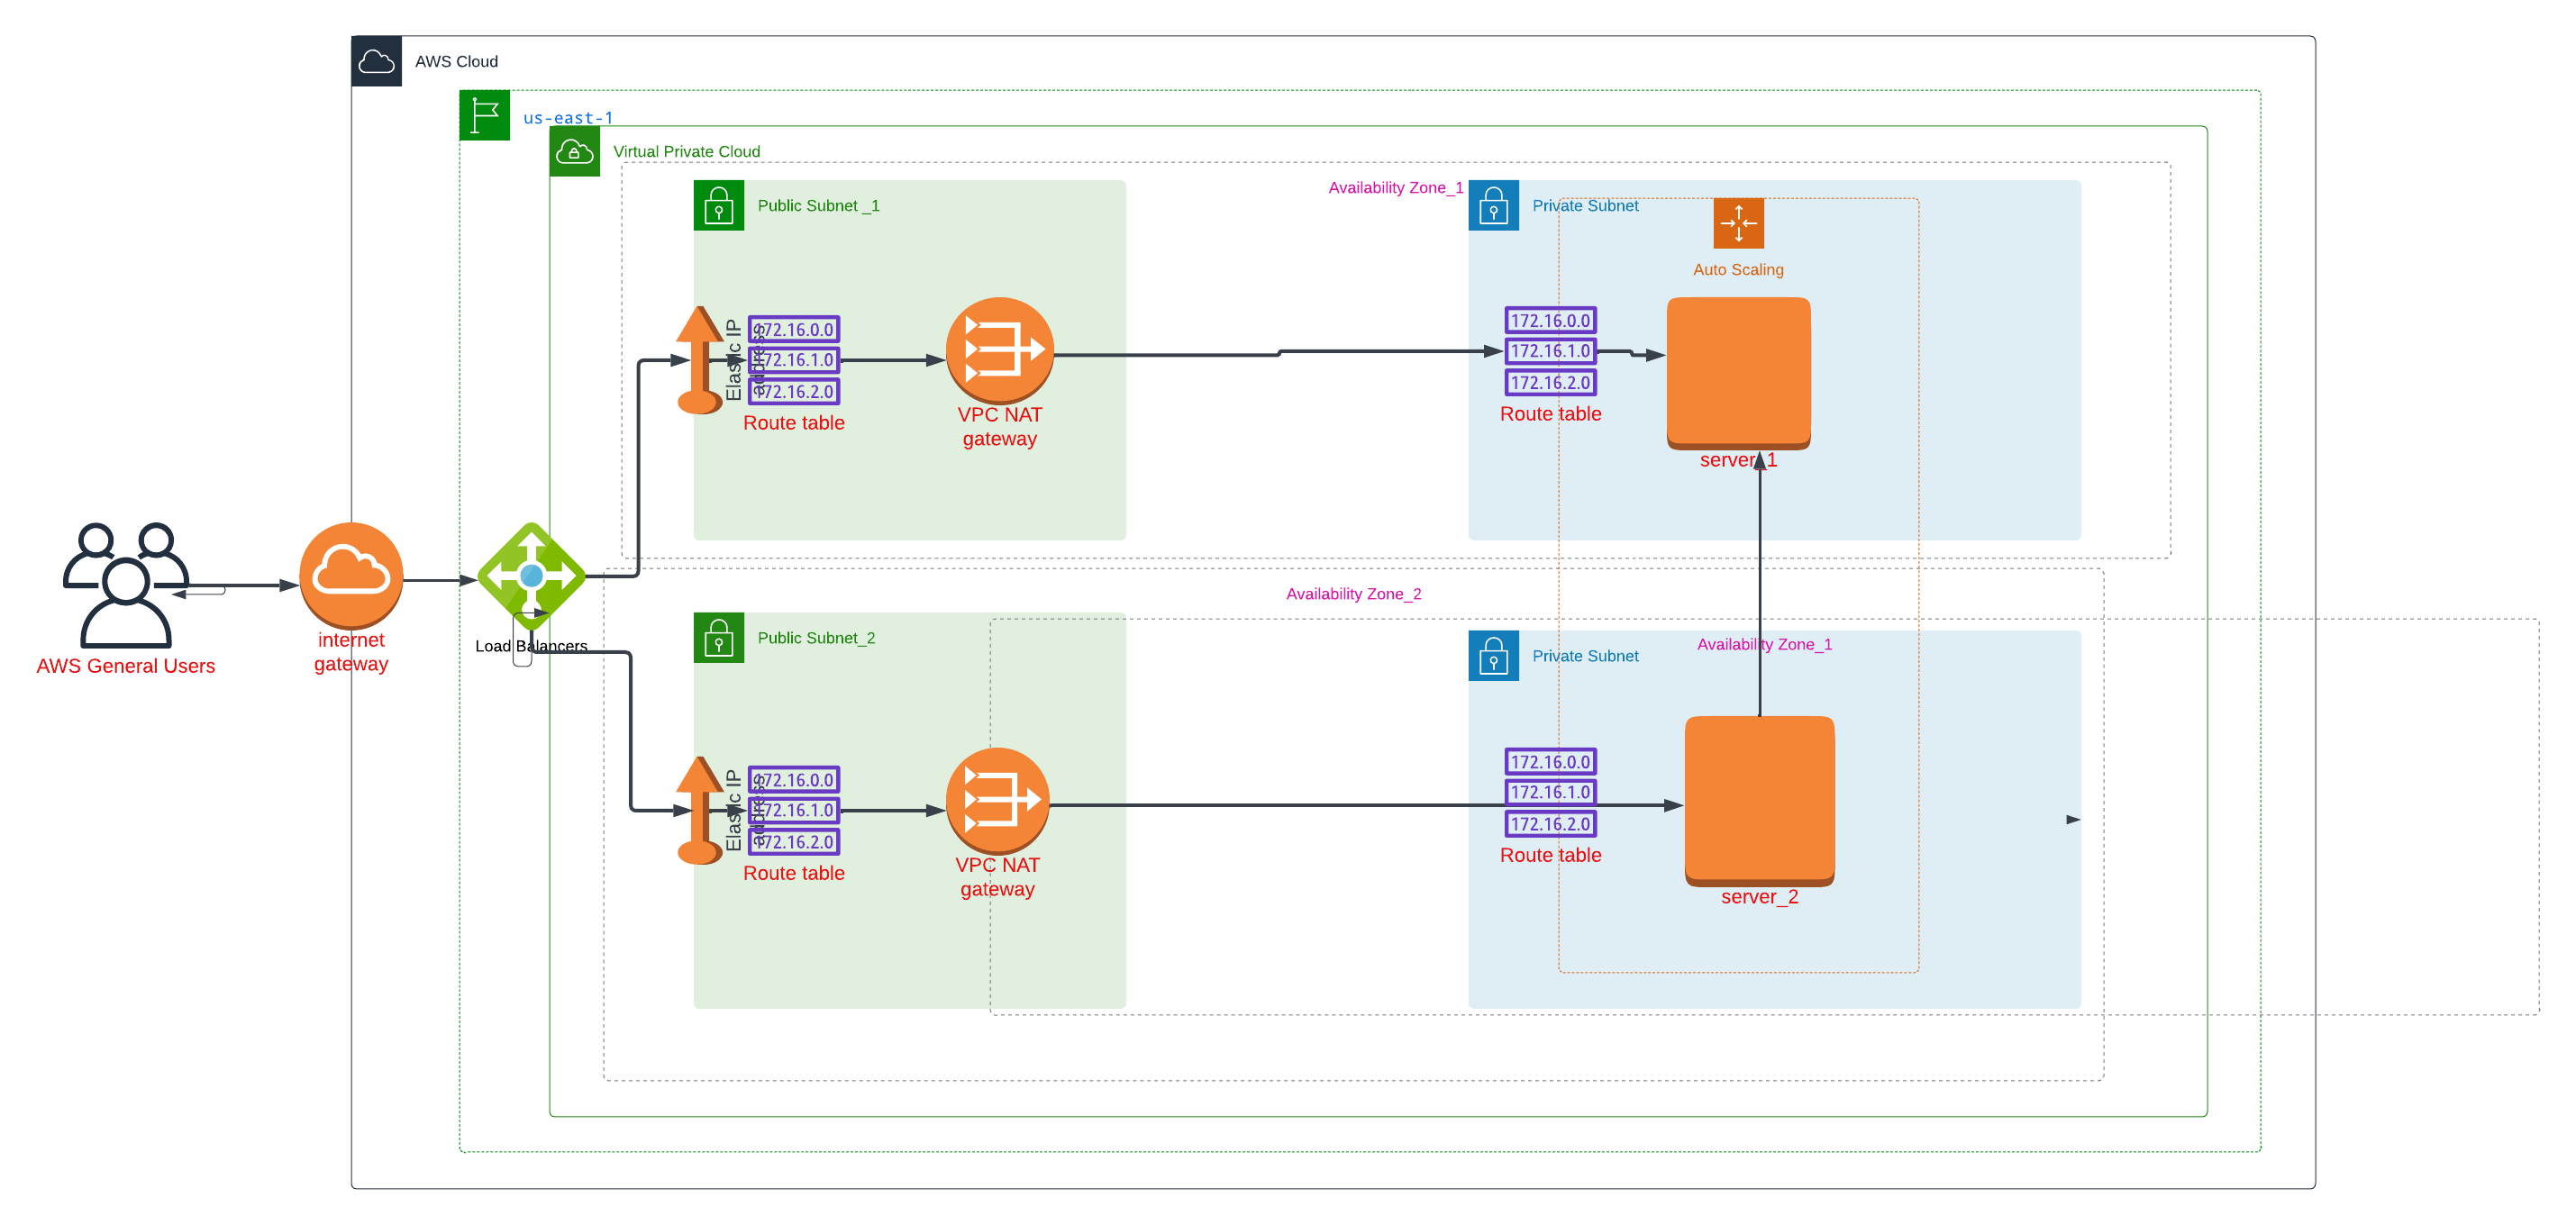 AWS Cloud
us-east-1
Virtual Private Cloud
Availability Zone_1
Public Subnet _1
Private Subnet
Auto Scaling
Elastic IP
address
172.16.0.0
172.16.1.0
172.16.2.0
Route table
VPC NAT
gateway
172.16.0.0
172.16.1.0
172.16.2.0
Route table
server_1
AWS General Users
internet
gateway
Load Balancers
Availability Zone_2
Public Subnet_2
Private Subnet
Availability Zone_1
Elastic IP
address
172.16.0.0
172.16.1.0
172.16.2.0
Route table
VPC NAT
gateway
172.16.0.0
172.16.1.0
172.16.2.0
Route table
server_2